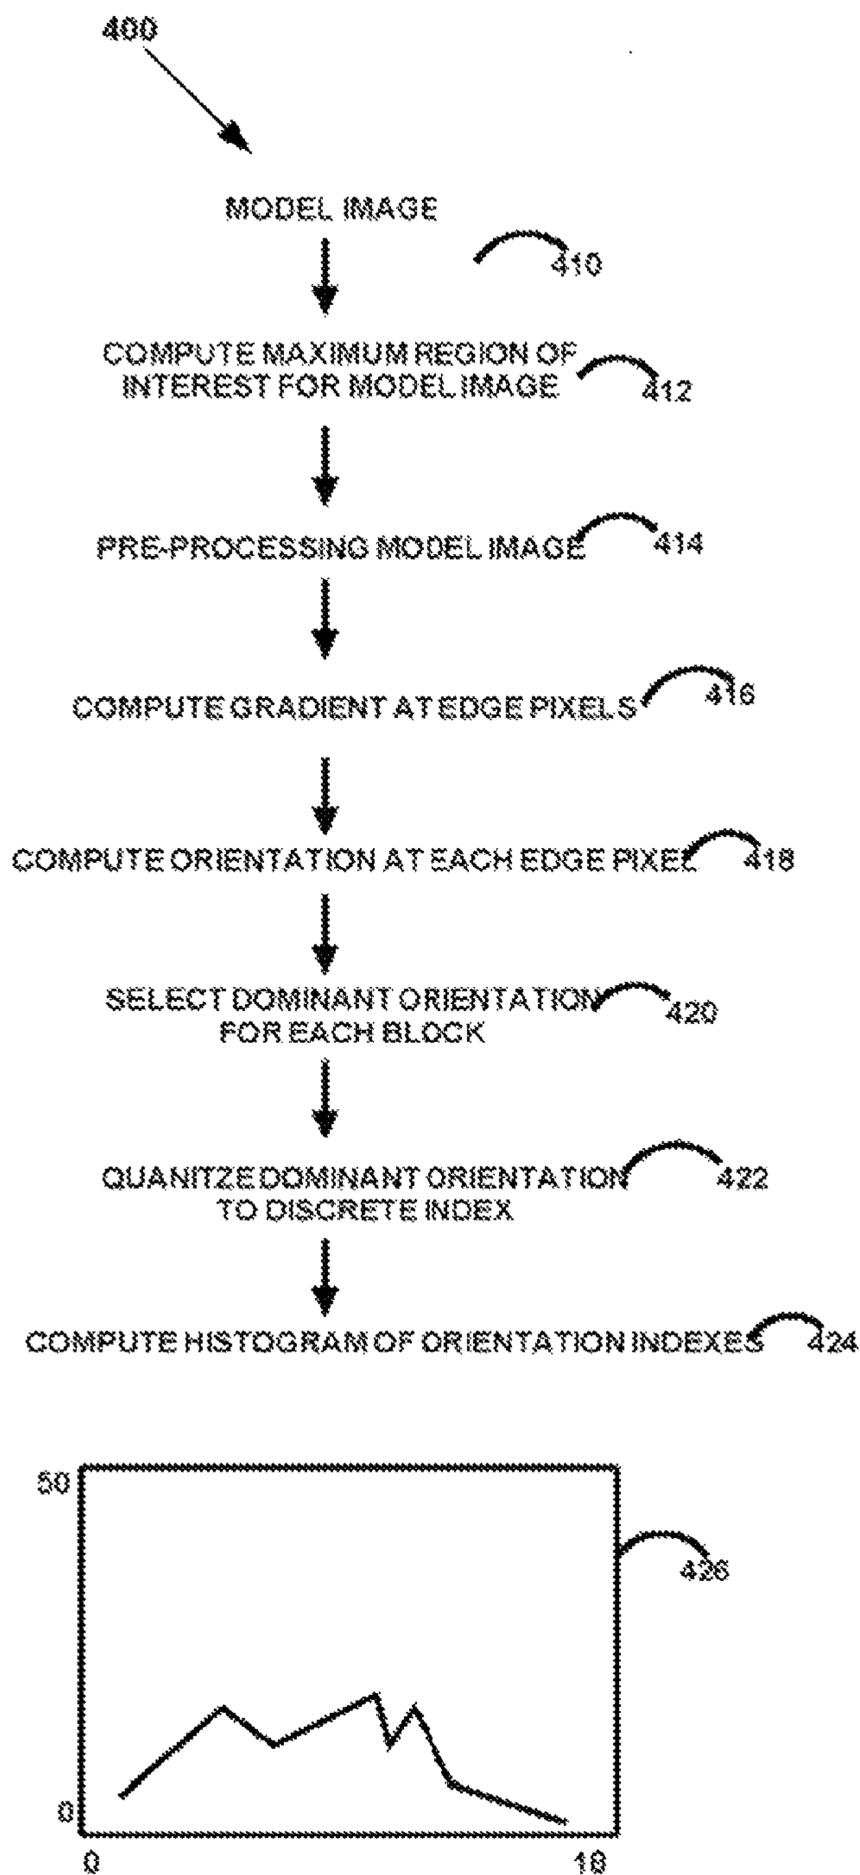 400
MODEL IMAGE
410
COMPUTE MAXIMUM REGION OF
INTEREST FOR MODEL IMAGE
412
PRE-PROCESSING MODEL IMAGE
414
COMPUTE GRADIENT AT EDGE PIXELS
416
COMPUTE ORIENTATION AT EACH EDGE PIXEL
418
SELECT DOMINANT ORIENTATION
FOR EACH BLOCK
420
QUANITZE DOMINANT ORIENTATION
TO DISCRETE INDEX
422
COMPUTE HISTOGRAM OF ORIENTATION INDEXES
424
50
426
0
0
18